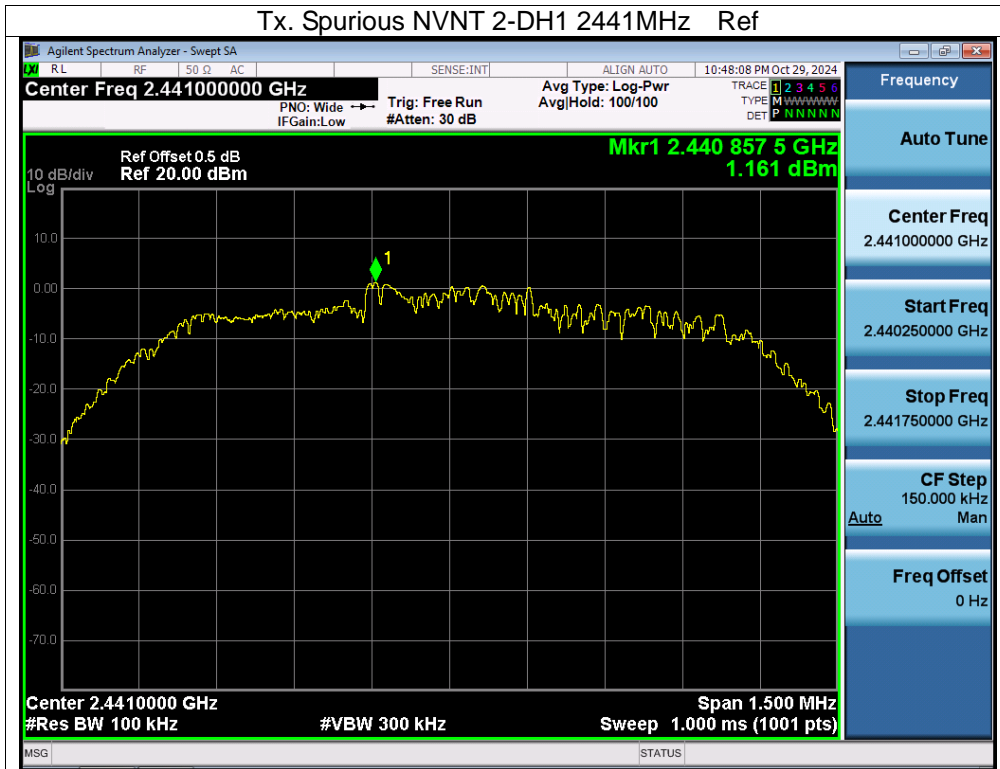 Tx. Spurious NVNT 2-DH1 2441MHz Ref
Agilent Spectrum Analyzer - Swept SA
LXI RL RF 50 Ω AC SENSE:INT ALIGN AUTO 10:48:08 PM Oct 29, 2024
Center Freq 2.441000000 GHz
PNO: Wide
IFGain:Low
Trig: Free Run
#Atten: 30 dB
Avg Type: Log-Pwr
Avg|Hold: 100/100
TRACE 1 2 3 4 5 6
TYPE M WWWWW
DET P N N N N N
Mkr1 2.440 857 5 GHz
1.161 dBm
Ref Offset 0.5 dB
10 dB/div Ref 20.00 dBm
Log
10.0
0.00
-10.0
-20.0
-30.0
-40.0
-50.0
-60.0
-70.0
1
Center 2.4410000 GHz Span 1.500 MHz
#Res BW 100 kHz #VBW 300 kHz Sweep 1.000 ms (1001 pts)
MSG STATUS
Frequency
Auto Tune
Center Freq
2.441000000 GHz
Start Freq
2.440250000 GHz
Stop Freq
2.441750000 GHz
CF Step
150.000 kHz
Auto Man
Freq Offset
0 Hz